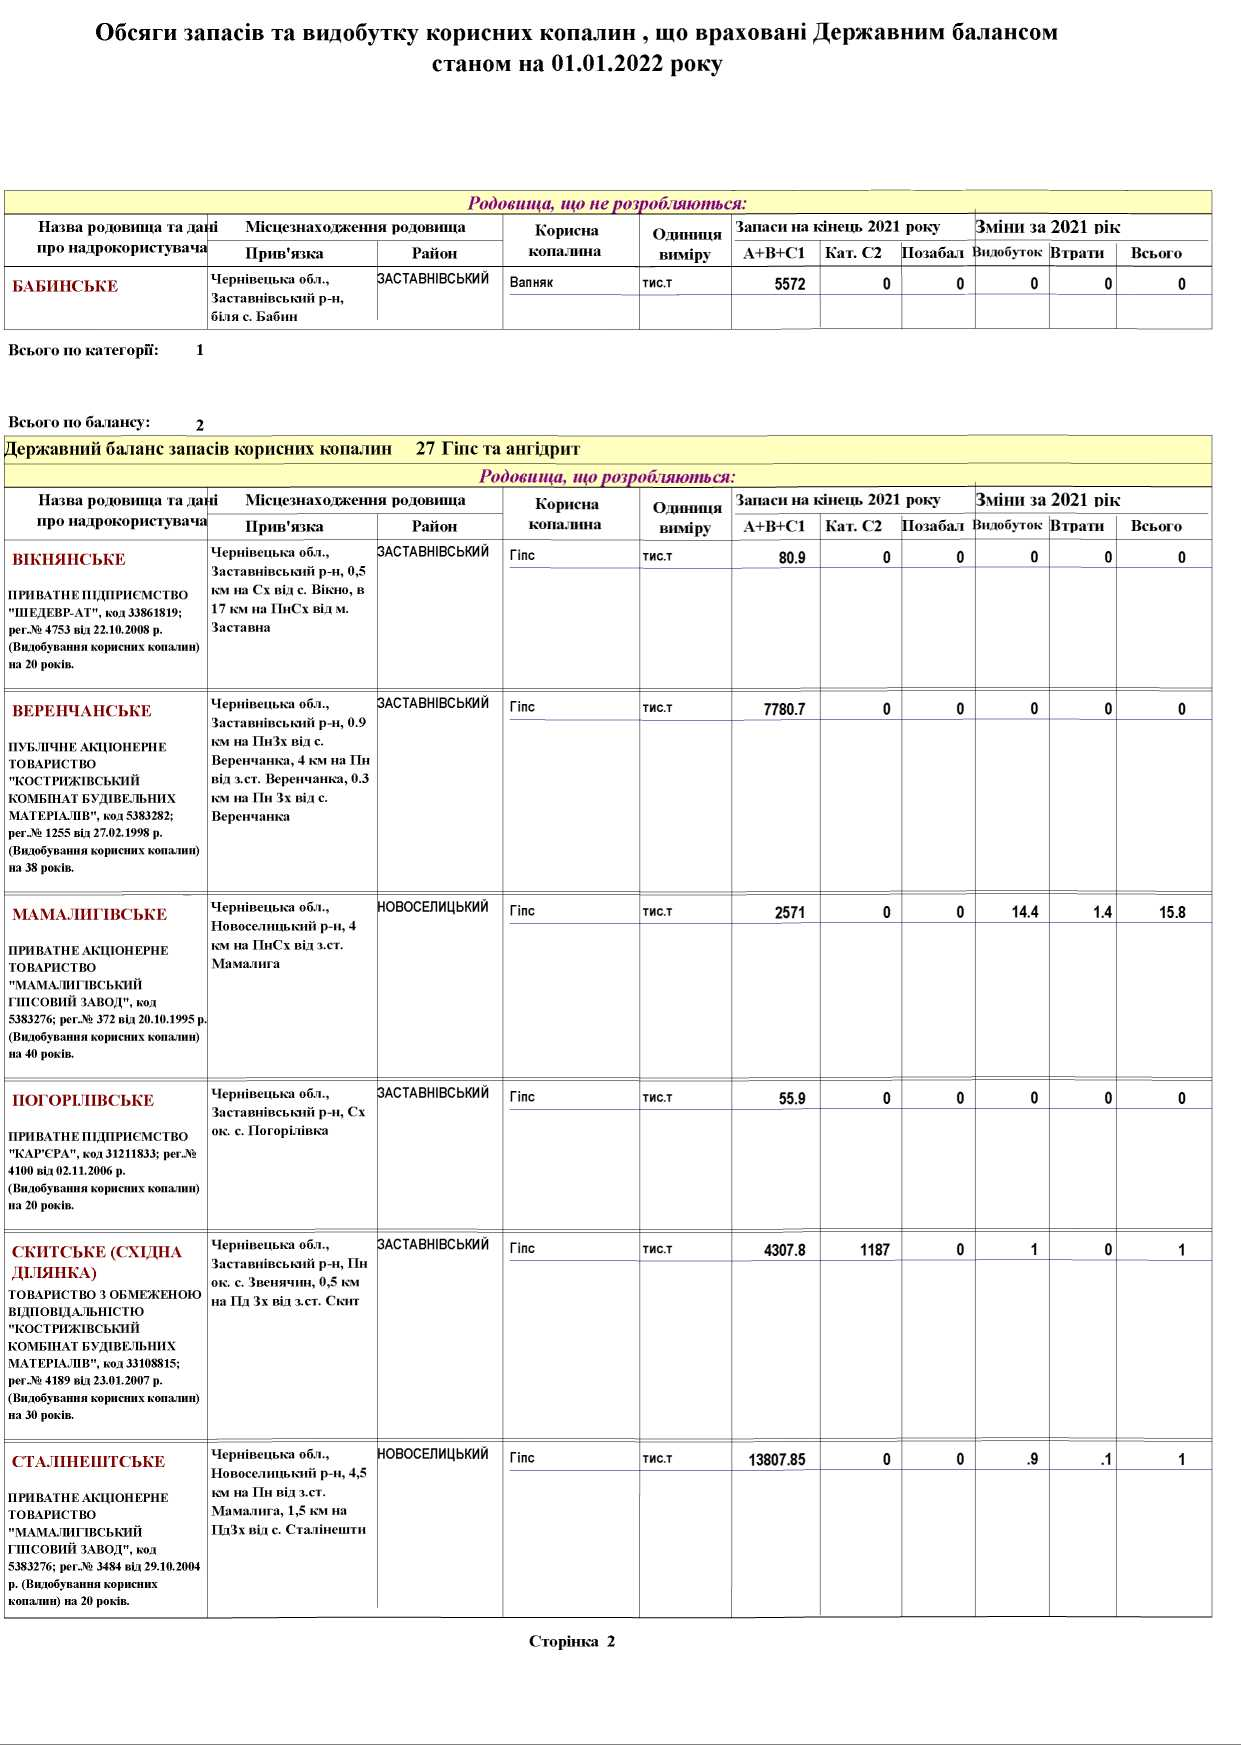 Обсяги запасів та видобутку корисних копалин , що враховані Державним балансом
станом на 01.01.2022 року
Родовища, що не розробляються:
Назва родовища та дані
про надрокористувача
Місцезнаходження родовища
Прив'язка
Район
Корисна
копалина
Одиниця
виміру
Запаси на кінець 2021 року
А+В+С1
Кат. С2
Позабал
Зміни за 2021 рік
Видобуток
Втрати
Всього
БАБИНСЬКЕ
Чернівецька обл.,
Заставнівський р-н,
біля с. Бабин
ЗАСТАВНІВСЬКИЙ
Вапняк
тис.т
5572
0
0
0
0
0
Всього по категорії: 1
Всього по балансу: 2
Державний баланс запасів корисних копалин 27 Гіпс та ангідрит
Родовища, що розробляються:
Назва родовища та дані
про надрокористувача
Місцезнаходження родовища
Прив'язка
Район
Корисна
копалина
Одиниця
виміру
Запаси на кінець 2021 року
А+В+С1
Кат. С2
Позабал
Зміни за 2021 рік
Видобуток
Втрати
Всього
ВІКНЯНСЬКЕ
ПРИВАТНЕ ПІДПРИЄМСТВО
"ШЕДЕВР-АТ", код 33861819;
рег.№ 4753 від 22.10.2008 р.
(Видобування корисних копалин)
на 20 років.
Чернівецька обл.,
Заставнівський р-н, 0,5
км на Сх від с. Вікно, в
17 км на ПнСх від м.
Заставна
ЗАСТАВНІВСЬКИЙ
Гіпс
тис.т
80.9
0
0
0
0
0
ВЕРЕНЧАНСЬКЕ
ПУБЛІЧНЕ АКЦІОНЕРНЕ
ТОВАРИСТВО
"КОСТРИЖІВСЬКИЙ
КОМБІНАТ БУДІВЕЛЬНИХ
МАТЕРІАЛІВ", код 5383282;
рег.№ 1255 від 27.02.1998 р.
(Видобування корисних копалин)
на 38 років.
Чернівецька обл.,
Заставнівський р-н, 0.9
км на ПнЗх від с.
Веренчанка, 4 км на Пн
від з.ст. Веренчанка, 0.3
км на Пн Зх від с.
Веренчанка
ЗАСТАВНІВСЬКИЙ
Гіпс
тис.т
7780.7
0
0
0
0
0
МАМАЛИГІВСЬКЕ
ПРИВАТНЕ АКЦІОНЕРНЕ
ТОВАРИСТВО
"МАМАЛИГІВСЬКИЙ
ГІПСОВИЙ ЗАВОД", код
5383276; рег.№ 372 від 20.10.1995 р.
(Видобування корисних копалин)
на 40 років.
Чернівецька обл.,
Новоселицький р-н, 4
км на ПнСх від з.ст.
Мамалига
НОВОСЕЛИЦЬКИЙ
Гіпс
тис.т
2571
0
0
14.4
1.4
15.8
ПОГОРІЛІВСЬКЕ
ПРИВАТНЕ ПІДПРИЄМСТВО
"КАР'ЄРА", код 31211833; рег.№
4100 від 02.11.2006 р.
(Видобування корисних копалин)
на 20 років.
Чернівецька обл.,
Заставнівський р-н, Сх
ок. с. Погорілівка
ЗАСТАВНІВСЬКИЙ
Гіпс
тис.т
55.9
0
0
0
0
0
СКИТСЬКЕ (СХІДНА
ДІЛЯНКА)
ТОВАРИСТВО З ОБМЕЖЕНОЮ
ВІДПОВІДАЛЬНІСТЮ
"КОСТРИЖІВСЬКИЙ
КОМБІНАТ БУДІВЕЛЬНИХ
МАТЕРІАЛІВ", код 33108815;
рег.№ 4189 від 23.01.2007 р.
(Видобування корисних копалин)
на 30 років.
Чернівецька обл.,
Заставнівський р-н, Пн
ок. с. Звенячин, 0,5 км
на Пд Зх від з.ст. Скит
ЗАСТАВНІВСЬКИЙ
Гіпс
тис.т
4307.8
1187
0
1
0
1
СТАЛІНЕШТСЬКЕ
ПРИВАТНЕ АКЦІОНЕРНЕ
ТОВАРИСТВО
"МАМАЛИГІВСЬКИЙ
ГІПСОВИЙ ЗАВОД", код
5383276; рег.№ 3484 від 29.10.2004
р. (Видобування корисних
копалин) на 20 років.
Чернівецька обл.,
Новоселицький р-н, 4,5
км на Пн від з.ст.
Мамалига, 1,5 км на
ПдЗх від с. Сталінешти
НОВОСЕЛИЦЬКИЙ
Гіпс
тис.т
13807.85
0
0
.9
.1
1
Сторінка 2